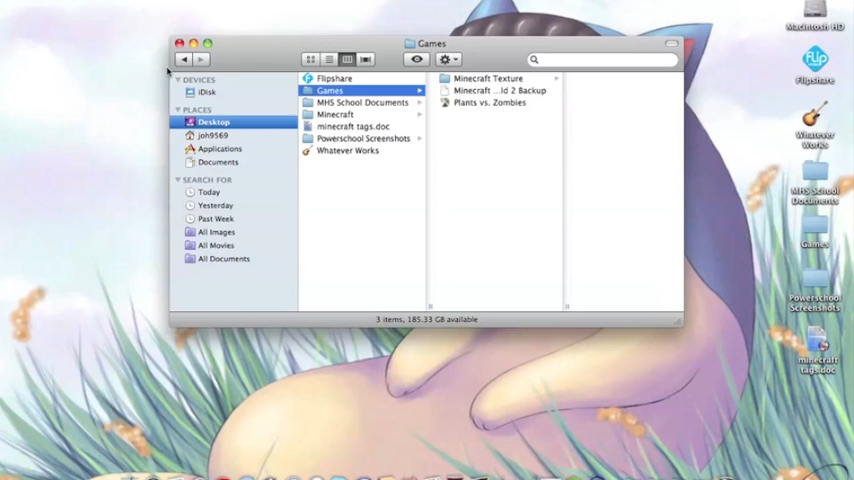 Games
DEVICES
iDisk
PLACES
Desktop
joh9569
Applications
Documents
SEARCH FOR
Today
Yesterday
Past Week
All Images
All Movies
All Documents
Flipshare
Games
MHS School Documents
Minecraft
minecraft tags.doc
Powerschool Screenshots
Whatever Works
Minecraft Texture
Minecraft ...ld 2 Backup
Plants vs. Zombies
3 items, 185.33 GB available
Macintosh HD
flip
Flipshare
Whatever
Works
MHS School
Documents
Games
Powerschool
Screenshots
minecraft
tags.doc